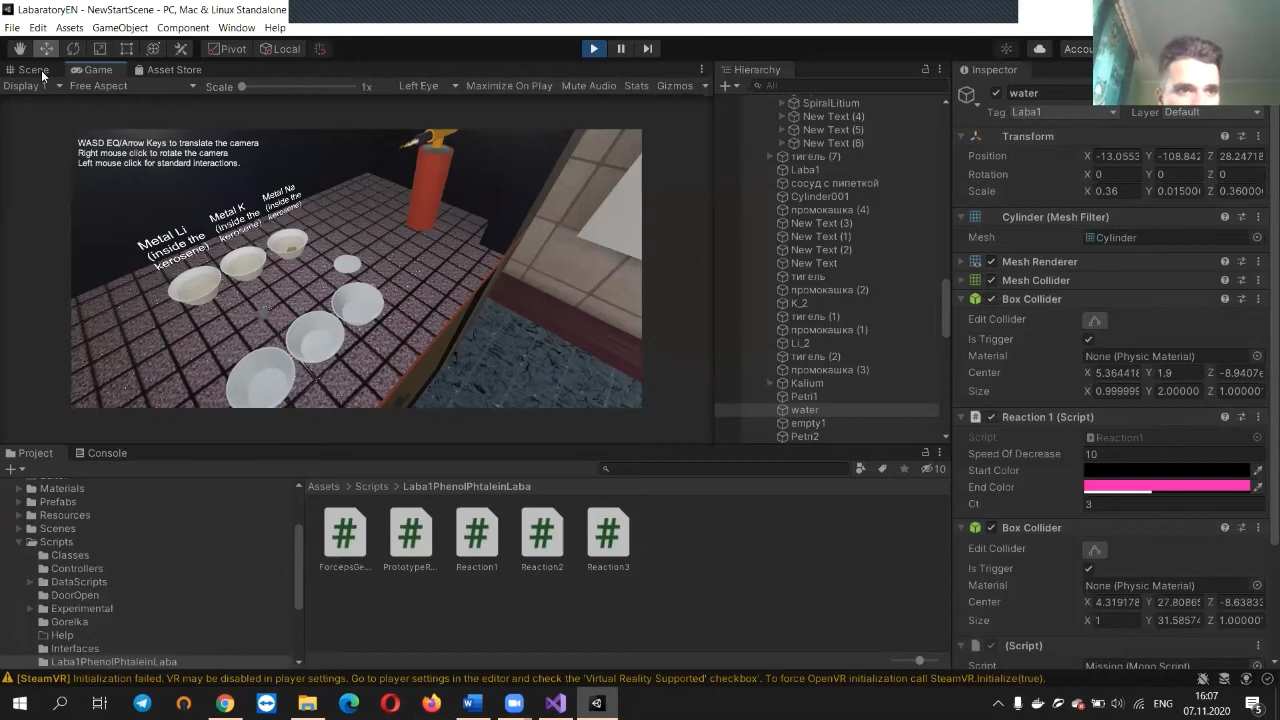 LabaratoryEN - NewStartScene - PC, Mac & Linux Standalone
File Edit Assets GameObject Component Window Help
Pivot Local Accou
Scene Game Asset Store
Display 1 Free Aspect Scale 1x Left Eye Maximize On Play Mute Audio Stats Gizmos
WASD EQ/Arrow Keys to translate the camera
Right mouse click to rotate the camera
Left mouse click for standard interactions.
Metal Li
(inside the
kerosene)
Metal K
(inside the
kerosene)
Metal Na
(inside the
kerosene)
Hierarchy
All
SpiralLitium
New Text (4)
New Text (5)
New Text (6)
тигель (7)
Laba1
сосуд с пипеткой
Cylinder001
промокашка (4)
New Text (3)
New Text (1)
New Text (2)
New Text
тигель
промокашка (2)
K_2
тигель (1)
промокашка (1)
Li_2
тигель (2)
промокашка (3)
Kalium
Petri1
water
empty1
Petri2
Inspector
water
Tag Laba1 Layer Default
Transform
Position X -13.0553 Y -108.842 Z 28.24718
Rotation X 0 Y 0 Z 0
Scale X 0.36 Y 0.01500 Z 0.36000
Cylinder (Mesh Filter)
Mesh Cylinder
Mesh Renderer
Mesh Collider
Box Collider
Edit Collider
Is Trigger
Material None (Physic Material)
Center X 5.364418 Y 1.9 Z -8.9407e
Size X 0.999999 Y 2.00000 Z 1.00000
Reaction 1 (Script)
Script Reaction1
Speed Of Decrease 10
Start Color
End Color
Ct 3
Box Collider
Edit Collider
Is Trigger
Material None (Physic Material)
Center X 4.319178 Y 27.80865 Z -8.63833
Size X 1 Y 31.58574 Z 1.00000
(Script)
Script Missing (Mono Script)
Project Console
10
Materials
Prefabs
Resources
Scenes
Scripts
Classes
Controllers
DataScripts
DoorOpen
Experimental
Gorelka
Help
Interfaces
Laba1PhenolPhtaleinLaba
Assets > Scripts > Laba1PhenolPhtaleinLaba
ForcepsGe... PrototypeR... Reaction1 Reaction2 Reaction3
[SteamVR] Initialization failed. VR may be disabled in player settings. Go to player settings in the editor and check the 'Virtual Reality Supported' checkbox'. To force OpenVR initialization call SteamVR.Initialize(true).
ENG
16:07
07.11.2020
5